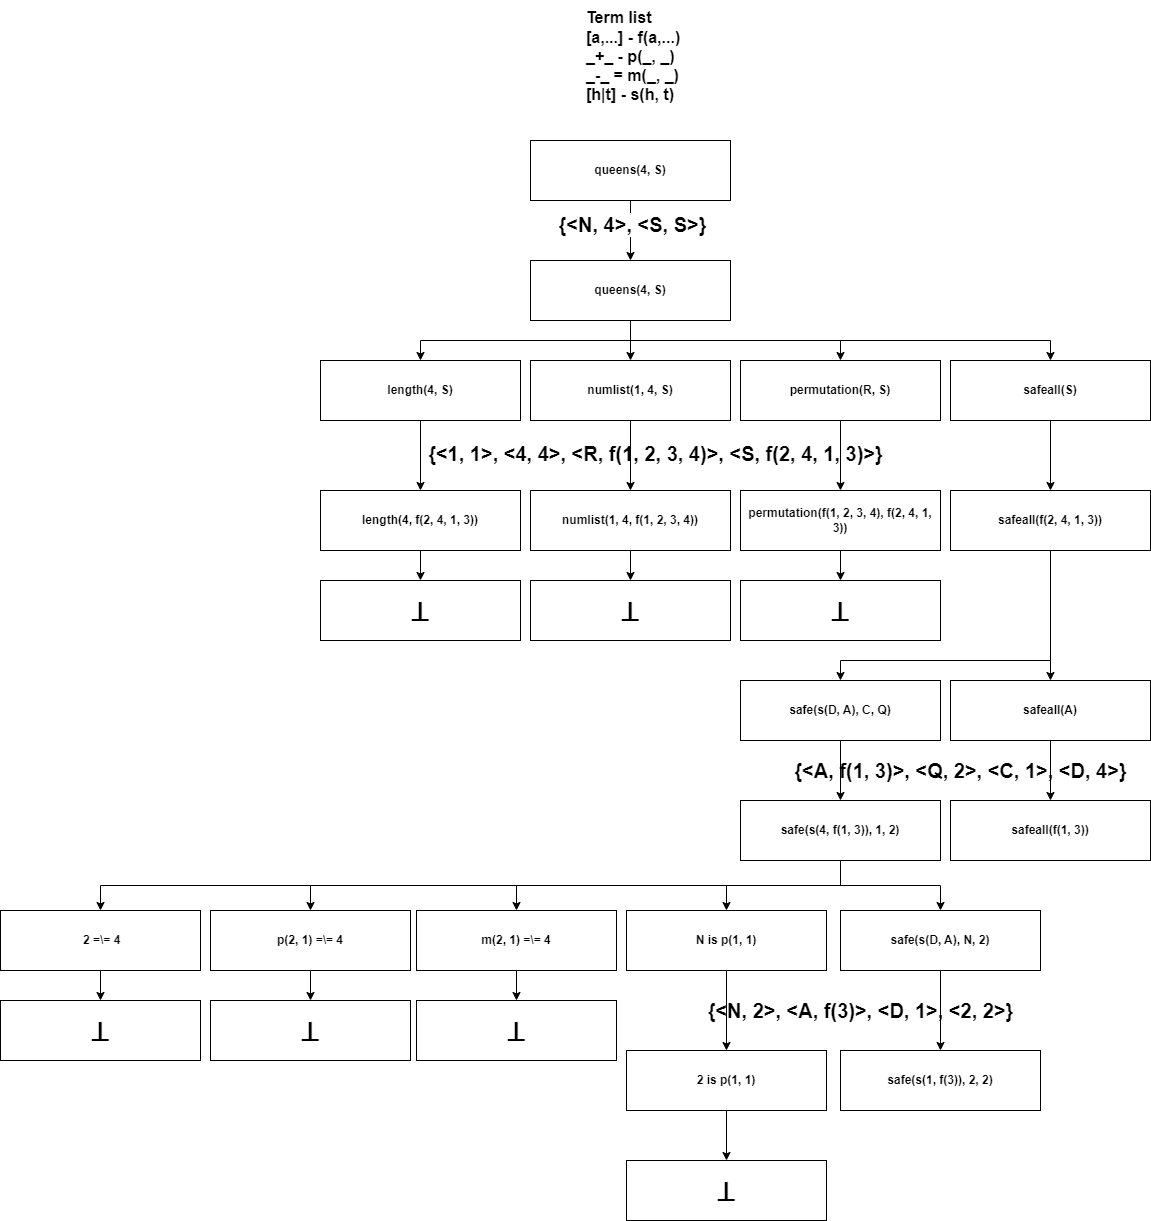 Term list
[a,...] - f(a,...)
_+_ - p(_, _)
_-_ = m(_, _)
[h|t] - s(h, t)
queens(4, S)
{<N, 4>, <S, S>}
queens(4, S)
length(4, S)
numlist(1, 4, S)
permutation(R, S)
safeall(S)
{<1, 1>, <4, 4>, <R, f(1, 2, 3, 4)>, <S, f(2, 4, 1, 3)>}
length(4, f(2, 4, 1, 3))
numlist(1, 4, f(1, 2, 3, 4))
permutation(f(1, 2, 3, 4), f(2, 4, 1,
3))
safeall(f(2, 4, 1, 3))
⊥
⊥
⊥
safe(s(D, A), C, Q)
safeall(A)
{<A, f(1, 3)>, <Q, 2>, <C, 1>, <D, 4>}
safe(s(4, f(1, 3)), 1, 2)
safeall(f(1, 3))
2 =\= 4
p(2, 1) =\= 4
m(2, 1) =\= 4
N is p(1, 1)
safe(s(D, A), N, 2)
⊥
⊥
⊥
{<N, 2>, <A, f(3)>, <D, 1>, <2, 2>}
2 is p(1, 1)
safe(s(1, f(3)), 2, 2)
⊥